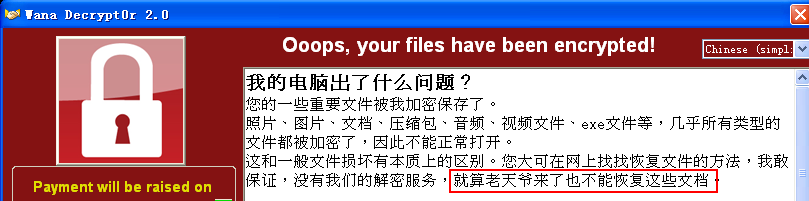 Wana Decrypt0r 2.0
Ooops, your files have been encrypted!
Chinese (simpl:
我的电脑出了什么问题？
您的一些重要文件被我加密保存了。
照片、图片、文档、压缩包、音频、视频文件、exe文件等，几乎所有类型的
文件都被加密了，因此不能正常打开。
这和一般文件损坏有本质上的区别。您大可在网上找找恢复文件的方法，我敢
保证，没有我们的解密服务，就算老天爷来了也不能恢复这些文档
Payment will be raised on